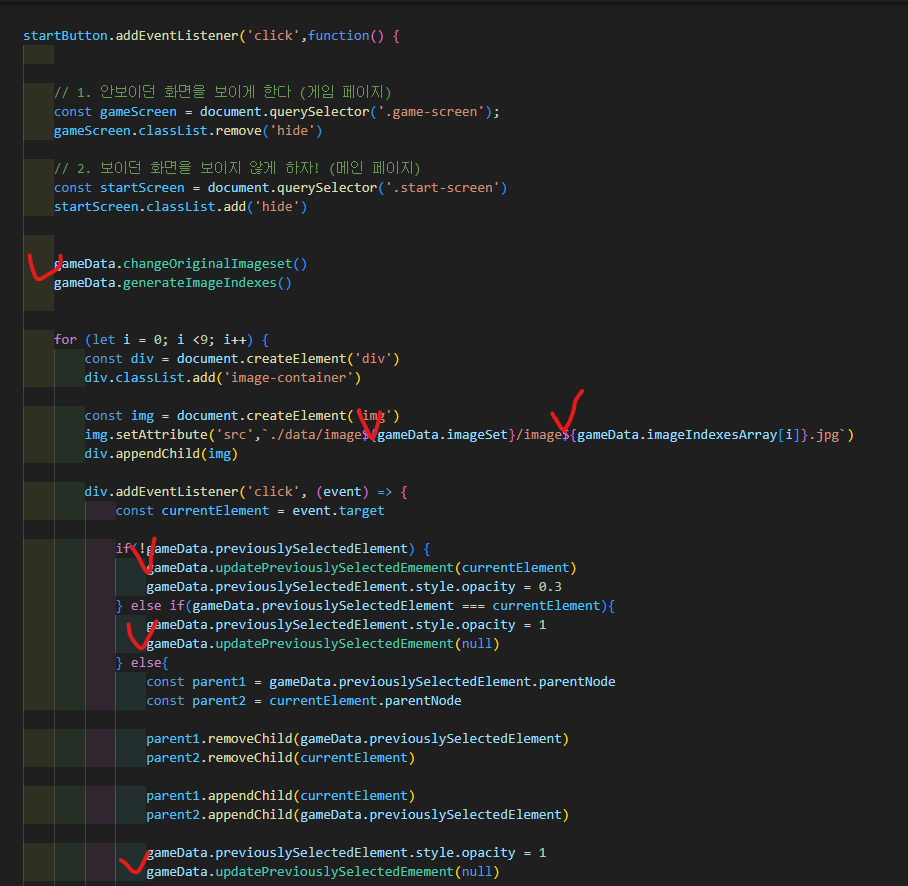 startButton.addEventListener('click',function() {
// 1. 안보이던 화면을 보이게 한다 (게임 페이지)
const gameScreen = document.querySelector('.game-screen');
gameScreen.classList.remove('hide')
// 2. 보이던 화면을 보이지 않게 하자! (메인 페이지)
const startScreen = document.querySelector('.start-screen')
startScreen.classList.add('hide')
gameData.changeOriginalImageset()
gameData.generateImageIndexes()
for (let i = 0; i <9; i++) {
const div = document.createElement('div')
div.classList.add('image-container')
const img = document.createElement('img')
img.setAttribute('src',`./data/image${gameData.imageSet}/image${gameData.imageIndexesArray[i]}.jpg`)
div.appendChild(img)
div.addEventListener('click', (event) => {
const currentElement = event.target
if(!gameData.previouslySelectedElement) {
gameData.updatePreviouslySelectedEmement(currentElement)
gameData.previouslySelectedElement.style.opacity = 0.3
} else if(gameData.previouslySelectedElement === currentElement){
gameData.previouslySelectedElement.style.opacity = 1
gameData.updatePreviouslySelectedEmement(null)
} else{
const parent1 = gameData.previouslySelectedElement.parentNode
const parent2 = currentElement.parentNode
parent1.removeChild(gameData.previouslySelectedElement)
parent2.removeChild(currentElement)
parent1.appendChild(currentElement)
parent2.appendChild(gameData.previouslySelectedElement)
gameData.previouslySelectedElement.style.opacity = 1
gameData.updatePreviouslySelectedEmement(null)